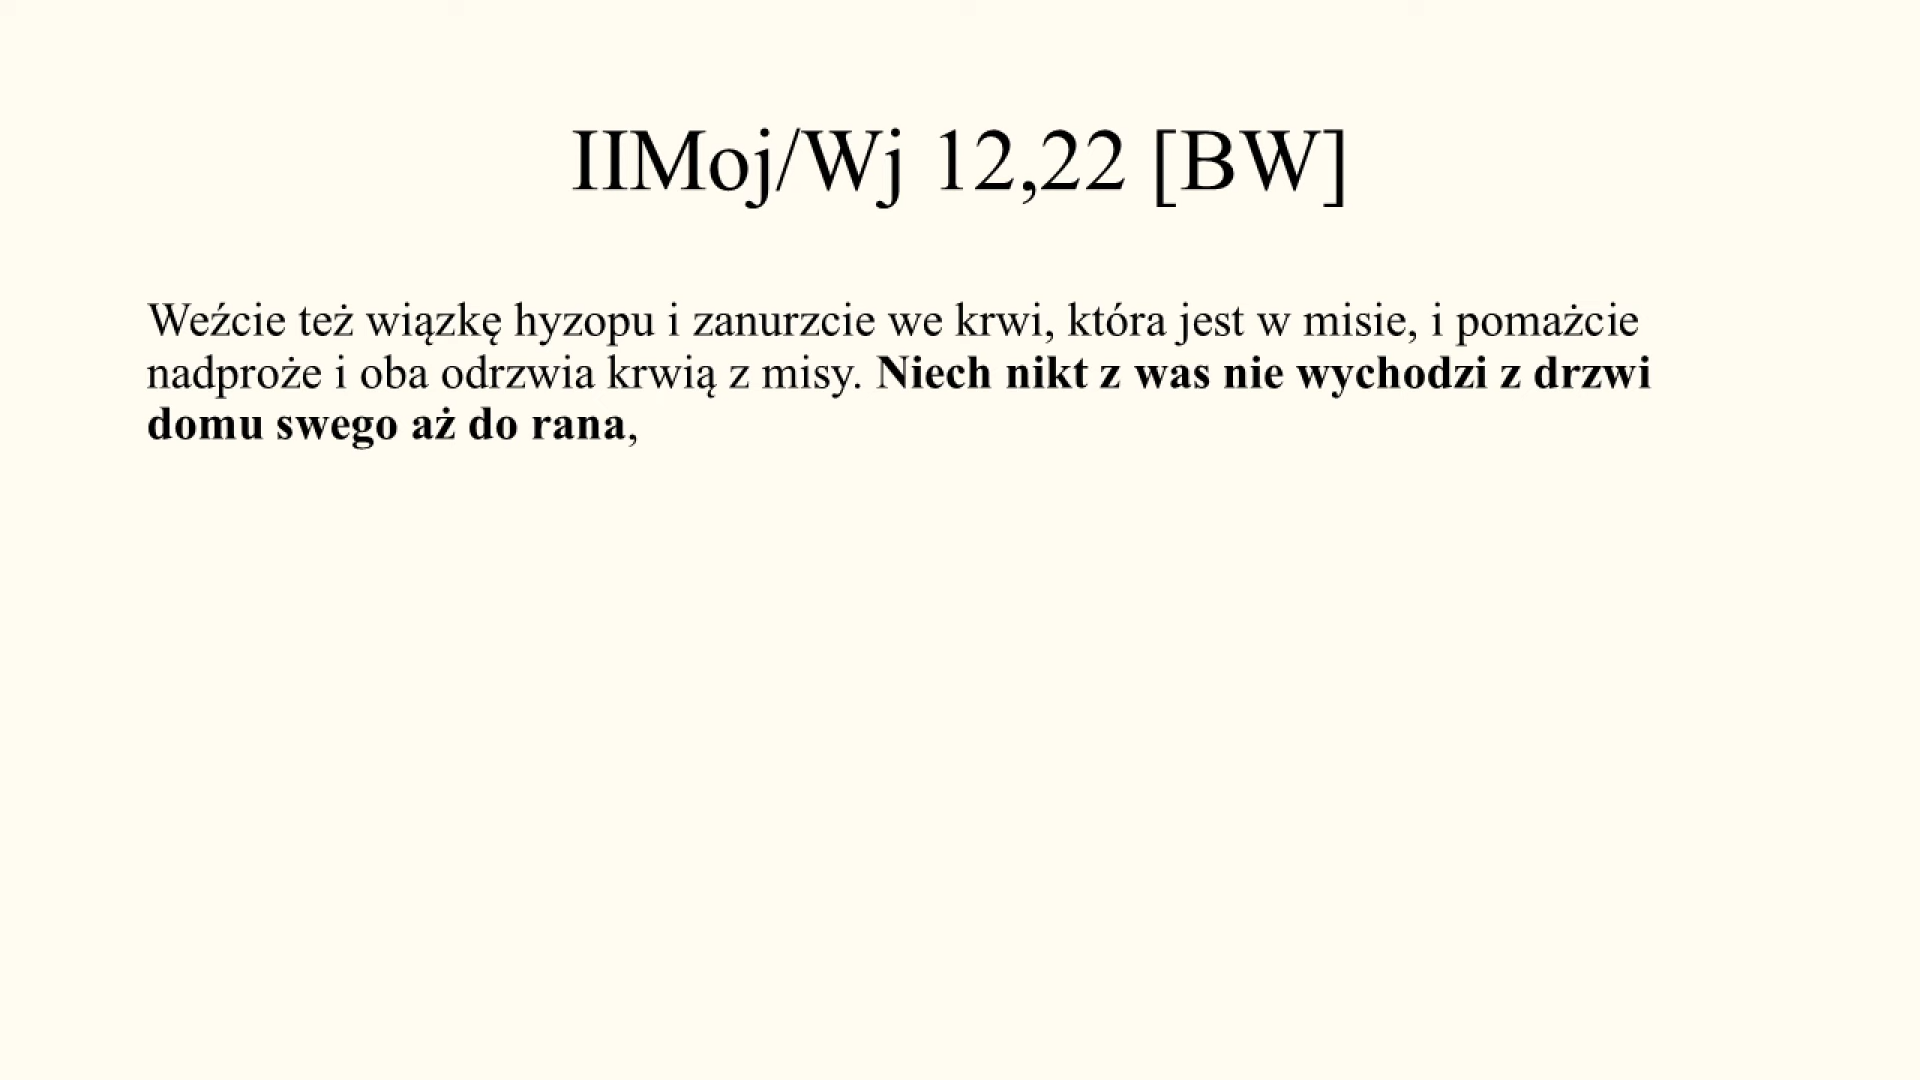 IIMoj/Wj 12,22 [BW]
Weźcie też wiązkę hyzopu i zanurzcie we krwi, która jest w misie, i pomażcie
nadproże i oba odrzwia krwią z misy. Niech nikt z was nie wychodzi z drzwi
domu swego aż do rana,